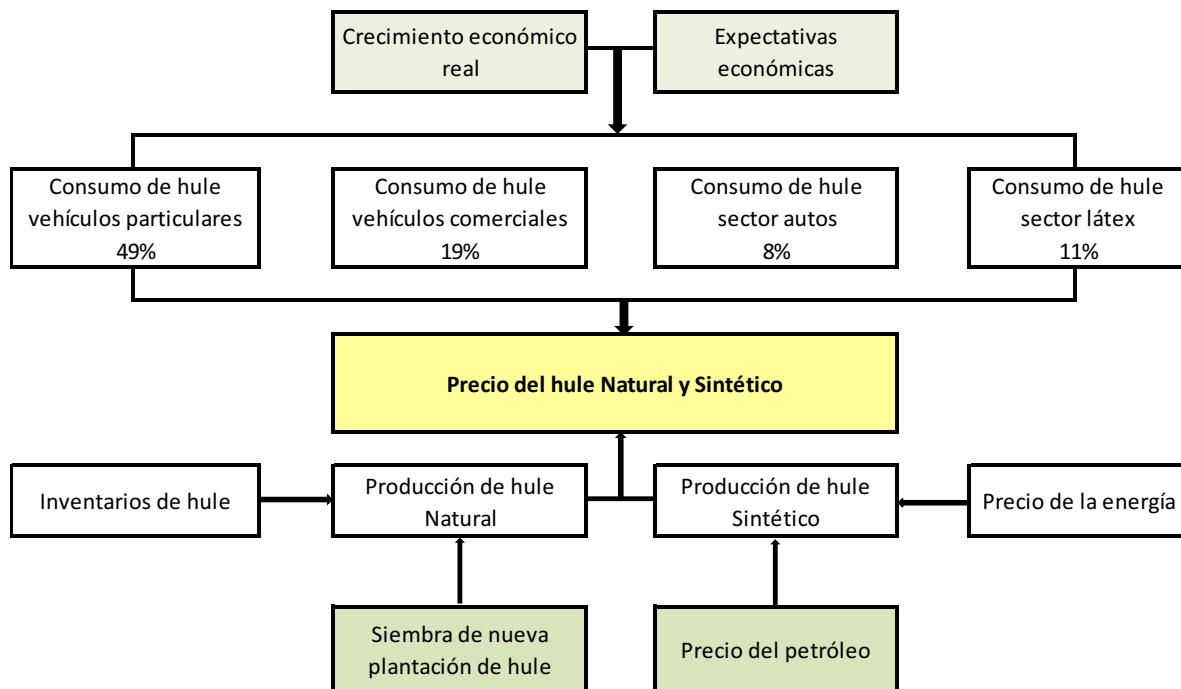 Crecimiento económico
real
Expectativas
económicas
Consumo de hule
vehículos particulares
49%
Consumo de hule
vehículos comerciales
19%
Consumo de hule
sector autos
8%
Consumo de hule
sector látex
11%
Precio del hule Natural y Sintético
Inventarios de hule
Producción de hule
Natural
Producción de hule
Sintético
Precio de la energía
Siembra de nueva
plantación de hule
Precio del petróleo